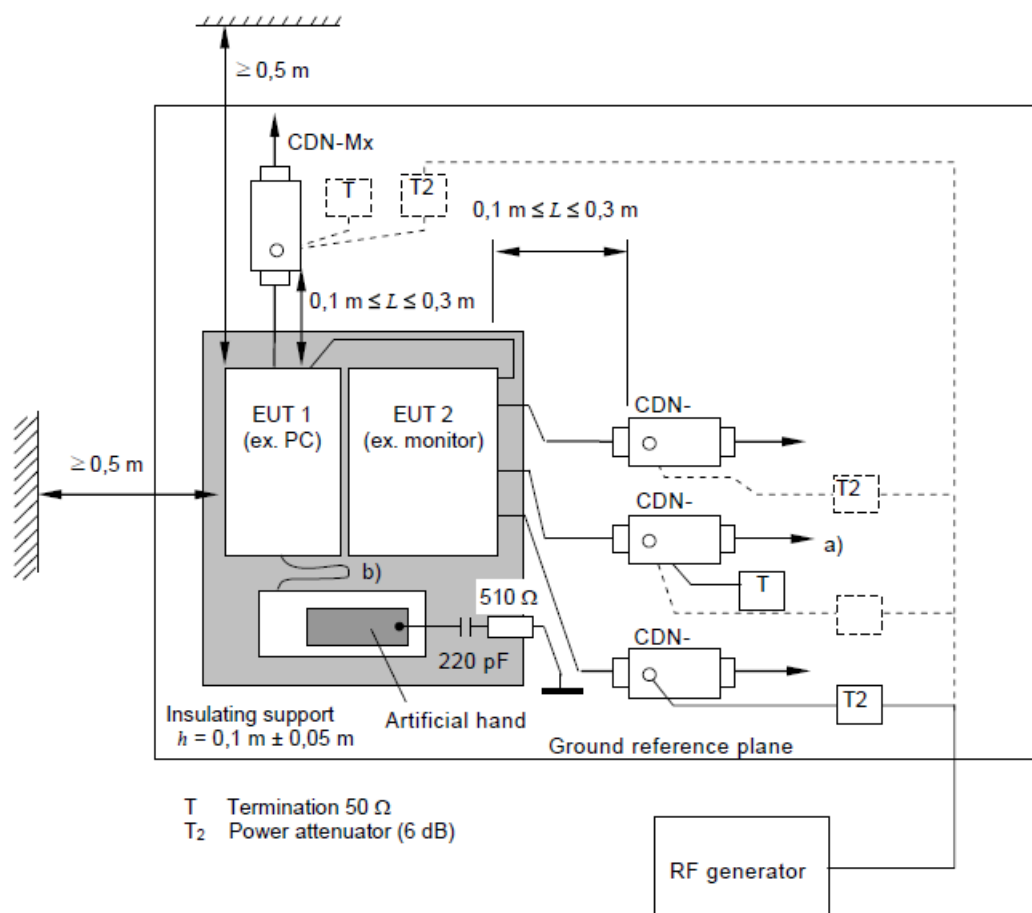 ≥ 0,5 m
CDN-Mx
T
T2
0,1 m ≤ L ≤ 0,3 m
0,1 m ≤ L ≤ 0,3 m
EUT 1
(ex. PC)
EUT 2
(ex. monitor)
CDN-
≥ 0,5 m
T2
CDN-
a)
T
b)
510 Ω
220 pF
CDN-
T2
Artificial hand
Insulating support
h = 0,1 m ± 0,05 m
Ground reference plane
T Termination 50 Ω
T2 Power attenuator (6 dB)
RF generator